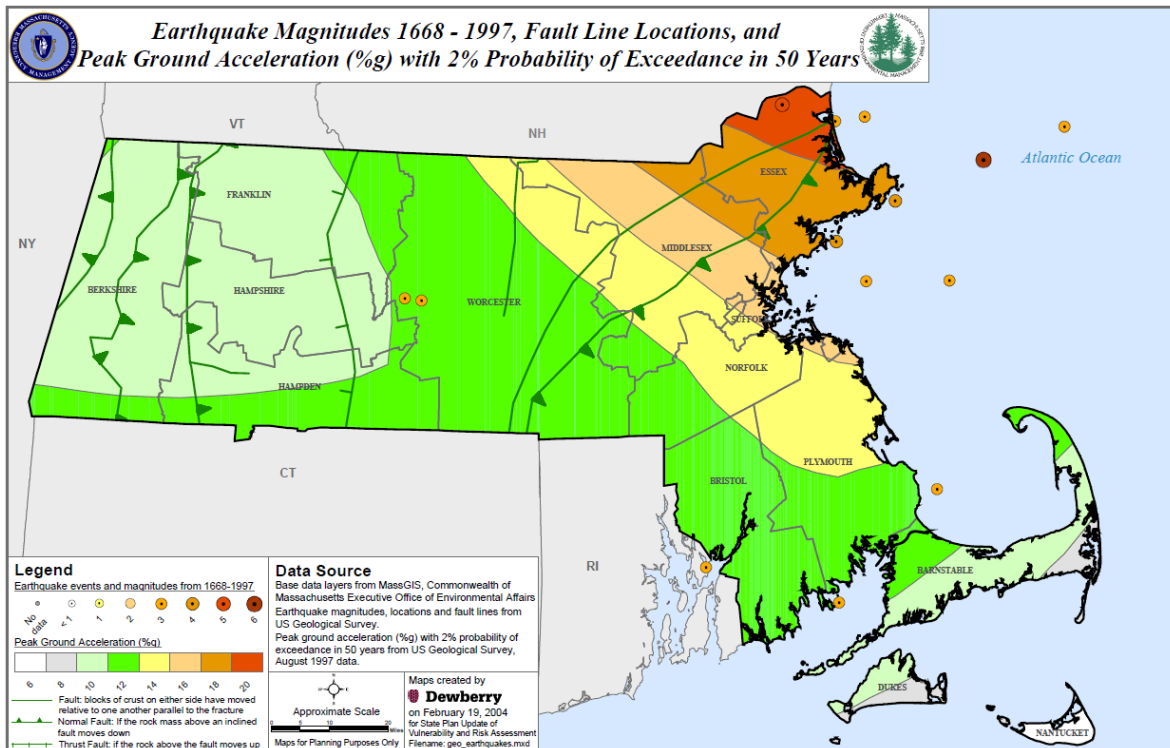 Earthquake Magnitudes 1668 - 1997, Fault Line Locations, and
Peak Ground Acceleration (%g) with 2% Probability of Exceedance in 50 Years
VT
NH
NY
CT
RI
Atlantic Ocean
ESSEX
FRANKLIN
MIDDLESEX
BERKSHIRE
HAMPSHIRE
WORCESTER
SUFFOLK
NORFOLK
HAMPDEN
PLYMOUTH
BRISTOL
BARNSTABLE
DUKES
NANTUCKET
Legend
Earthquake events and magnitudes from 1668-1997
No data
<1
1
2
3
4
5
6
Peak Ground Acceleration (%g)
6
8
10
12
14
16
18
20
Fault: blocks of crust on either side have moved
relative to one another parallel to the fracture
Normal Fault: If the rock mass above an inclined
fault moves down
Thrust Fault: if the rock above the fault moves up
Data Source
Base data layers from MassGIS, Commonwealth of
Massachusetts Executive Office of Environmental Affairs
Earthquake magnitudes, locations and fault lines from
US Geological Survey.
Peak ground acceleration (%g) with 2% probability of
exceedance in 50 years from US Geological Survey,
August 1997 data.
Approximate Scale
0 5 10 20
Miles
Maps for Planning Purposes Only
Maps created by
Dewberry
on February 19, 2004
for State Plan Update of
Vulnerability and Risk Assessment
Filename: geo_earthquakes.mxd